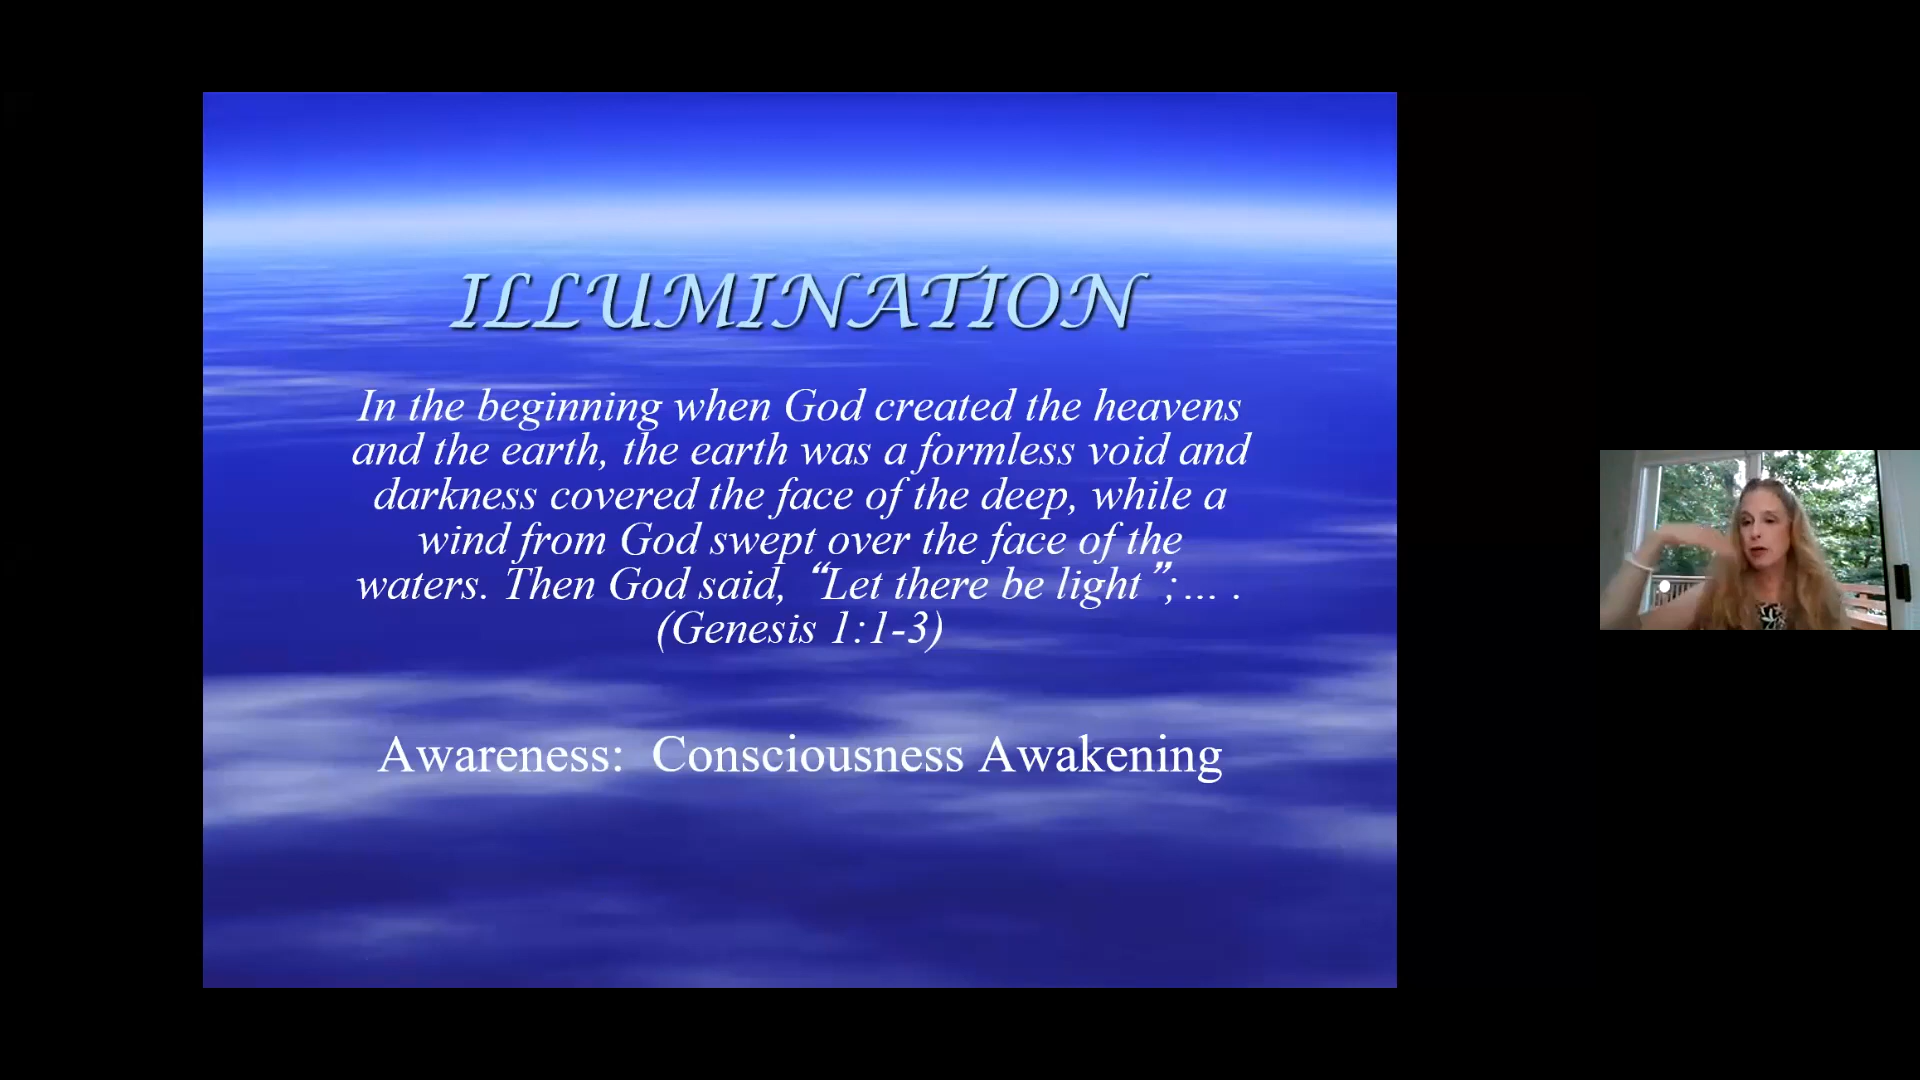 ILLUMINATION
In the beginning when God created the heavens
and the earth, the earth was a formless void and
darkness covered the face of the deep, while a
wind from God swept over the face of the
waters. Then God said, “Let there be light”;… .
(Genesis 1:1-3)
Awareness:  Consciousness Awakening